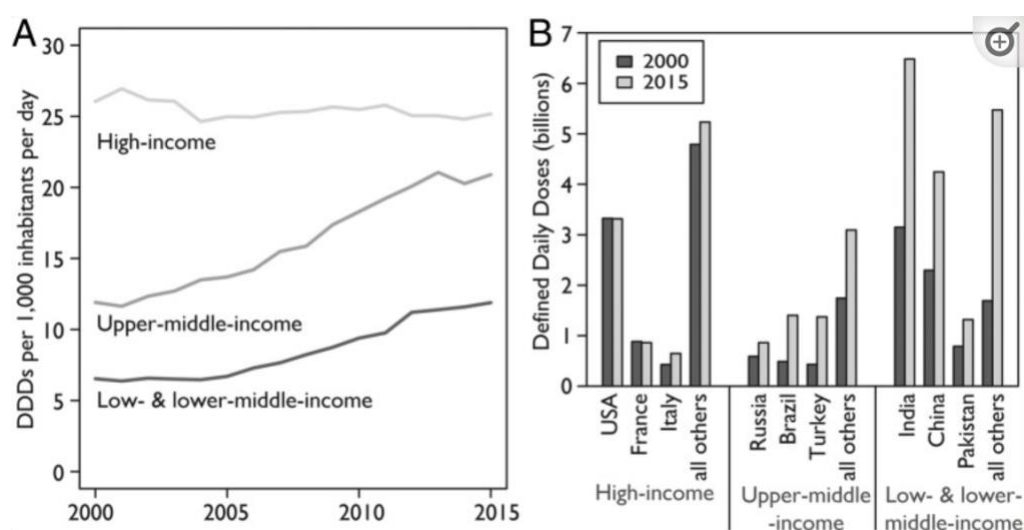 A
DDDs per 1,000 inhabitants per day
30
25
20
15
10
5
0
High-income
Upper-middle-income
Low- & lower-middle-income
2000
2005
2010
2015
B
Defined Daily Doses (billions)
7
6
5
4
3
2
1
0
2000
2015
USA
France
Italy
all others
Russia
Brazil
Turkey
all others
India
China
Pakistan
all others
High-income
Upper-middle
-income
Low- & lower-
middle-income